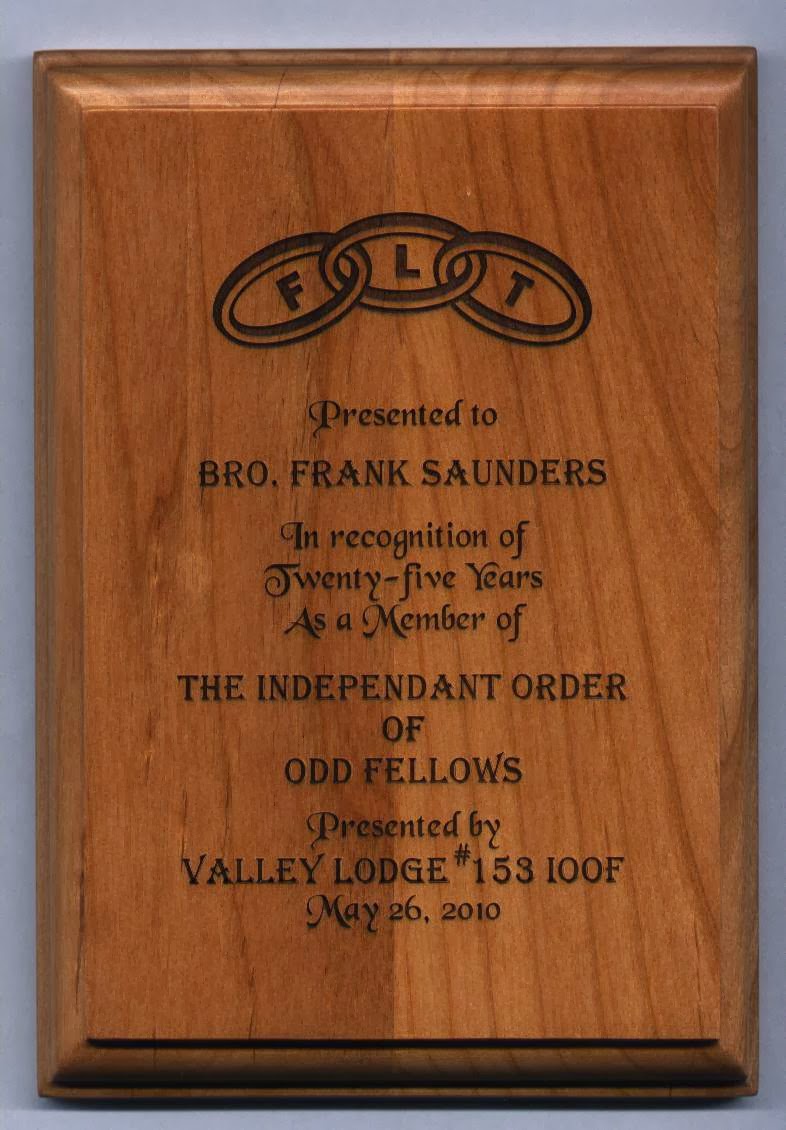 F L T
Presented to
BRO. FRANK SAUNDERS
In recognition of
Twenty-five Years
As a Member of
THE INDEPENDANT ORDER
OF
ODD FELLOWS
Presented by
VALLEY LODGE #153 IOOF
May 26, 2010